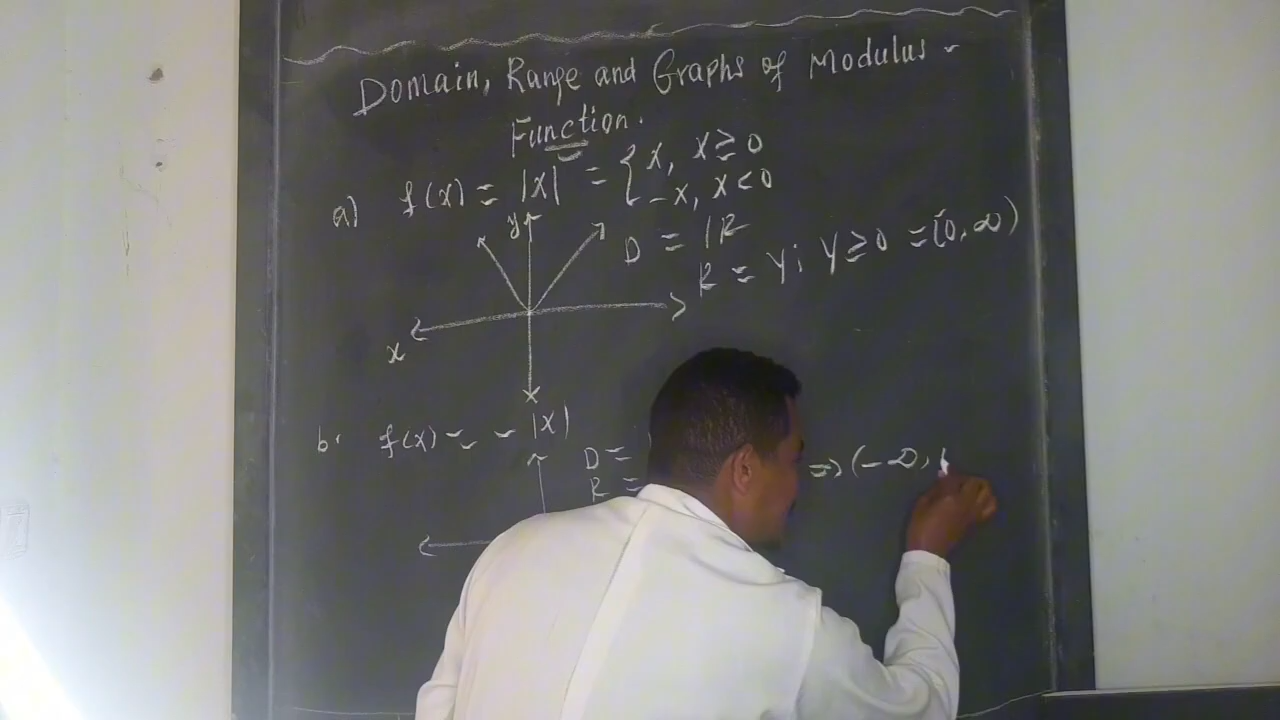 Domain, Range and Graphs of Modulus -
Function.
a) f(x) = |x| = { x, x ≥ 0
-x, x < 0
y
D = IR
R = y; y ≥ 0 = [0, ∞)
x
b. f(x) = - |x|
D =
R = => (-∞,